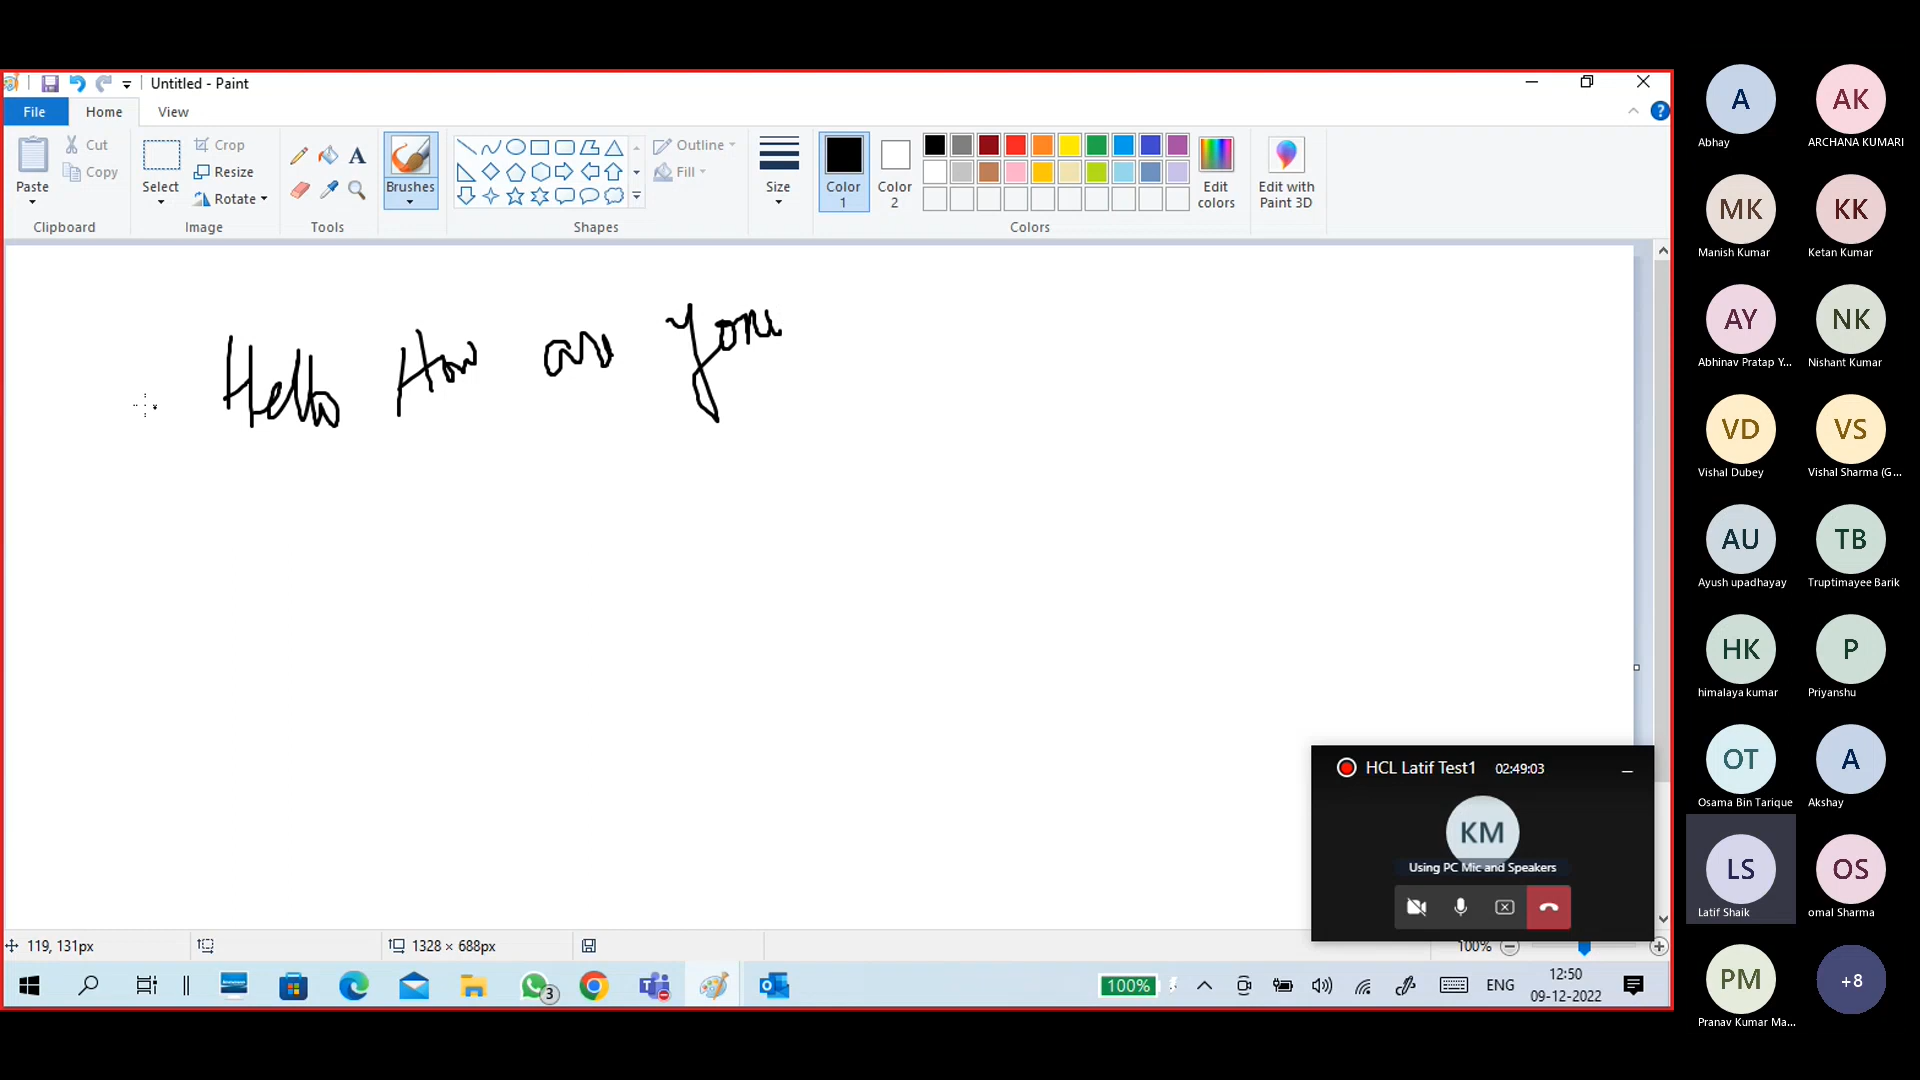 Untitled - Paint
File Home View
Paste
Cut
Copy
Clipboard
Select
Crop
Resize
Rotate
Image
A
Tools
Brushes
Shapes
Outline
Fill
Size
Color 1
Color 2
Edit colors
Colors
Edit with Paint 3D
Hello How are you
HCL Latif Test1 02:49:03
KM
Using PC Mic and Speakers
119, 131px
1328 × 688px
100%
3
100%
ENG
12:50
09-12-2022
A
Abhay
AK
ARCHANA KUMARI
MK
Manish Kumar
KK
Ketan Kumar
AY
Abhinav Pratap Y...
NK
Nishant Kumar
VD
Vishal Dubey
VS
Vishal Sharma (G...
AU
Ayush upadhayay
TB
Truptimayee Barik
HK
himalaya kumar
P
Priyanshu
OT
Osama Bin Tarique
A
Akshay
LS
Latif Shaik
OS
omal Sharma
PM
Pranav Kumar Ma...
+8